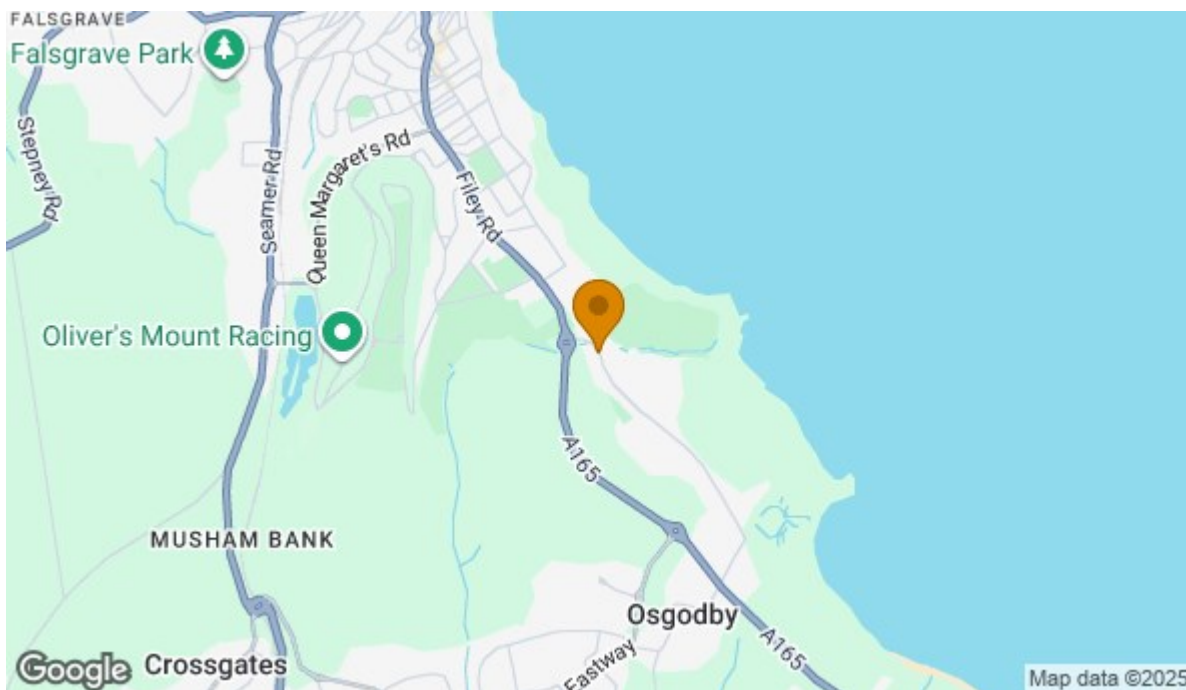 FALSGRAVE
Falsgrave Park
Stepney Rd
Seamer Rd
Queen Margaret's Rd
Filey Rd
Oliver's Mount Racing
A165
MUSHAM BANK
Osgodby
A165
Eastway
Crossgates
Google
Map data ©2025